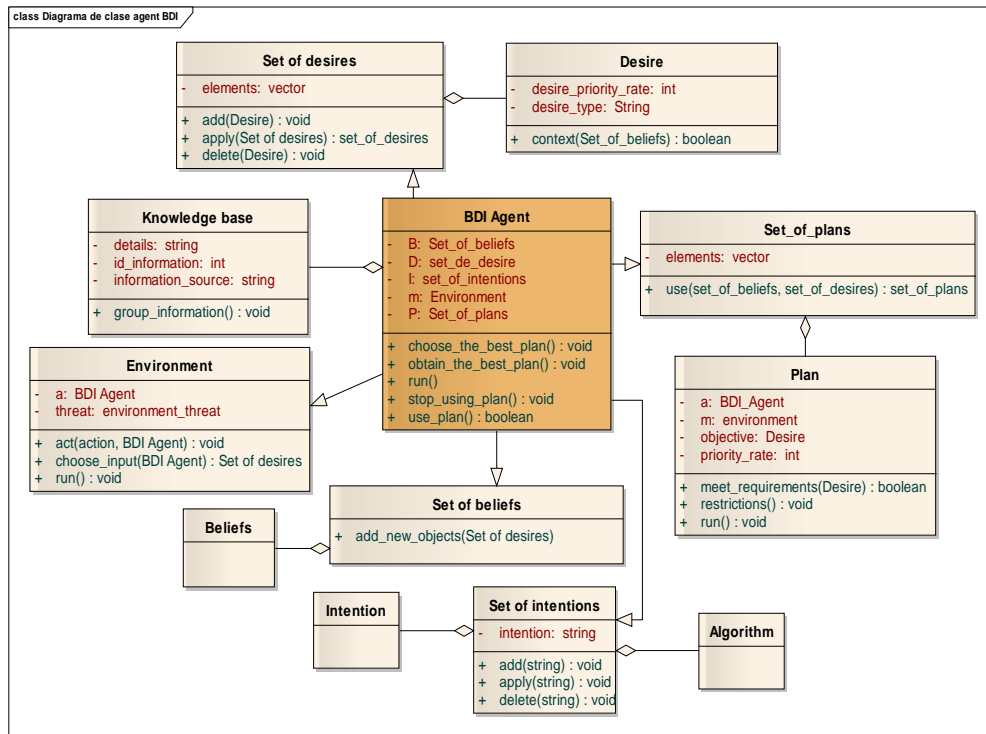 class Diagrama de clase agent BDI
Set of desires
- elements: vector
+ add(Desire) : void
+ apply(Set of desires) : set_of_desires
+ delete(Desire) : void
Desire
- desire_priority_rate: int
- desire_type: String
+ context(Set_of_beliefs) : boolean
Knowledge base
- details: string
- id_information: int
- information_source: string
+ group_information() : void
BDI Agent
- B: Set_of_beliefs
- D: set_de_desire
- I: set_of_intentions
- m: Environment
- P: Set_of_plans
+ choose_the_best_plan() : void
+ obtain_the_best_plan() : void
+ run()
+ stop_using_plan() : void
+ use_plan() : boolean
Set_of_plans
- elements: vector
+ use(set_of_beliefs, set_of_desires) : set_of_plans
Environment
- a: BDI Agent
- threat: environment_threat
+ act(action, BDI Agent) : void
+ choose_input(BDI Agent) : Set of desires
+ run() : void
Plan
- a: BDI_Agent
- m: environment
- objective: Desire
- priority_rate: int
+ meet_requirements(Desire) : boolean
+ restrictions() : void
+ run() : void
Set of beliefs
+ add_new_objects(Set of desires)
Beliefs
Intention
Set of intentions
- intention: string
+ add(string) : void
+ apply(string) : void
+ delete(string) : void
Algorithm